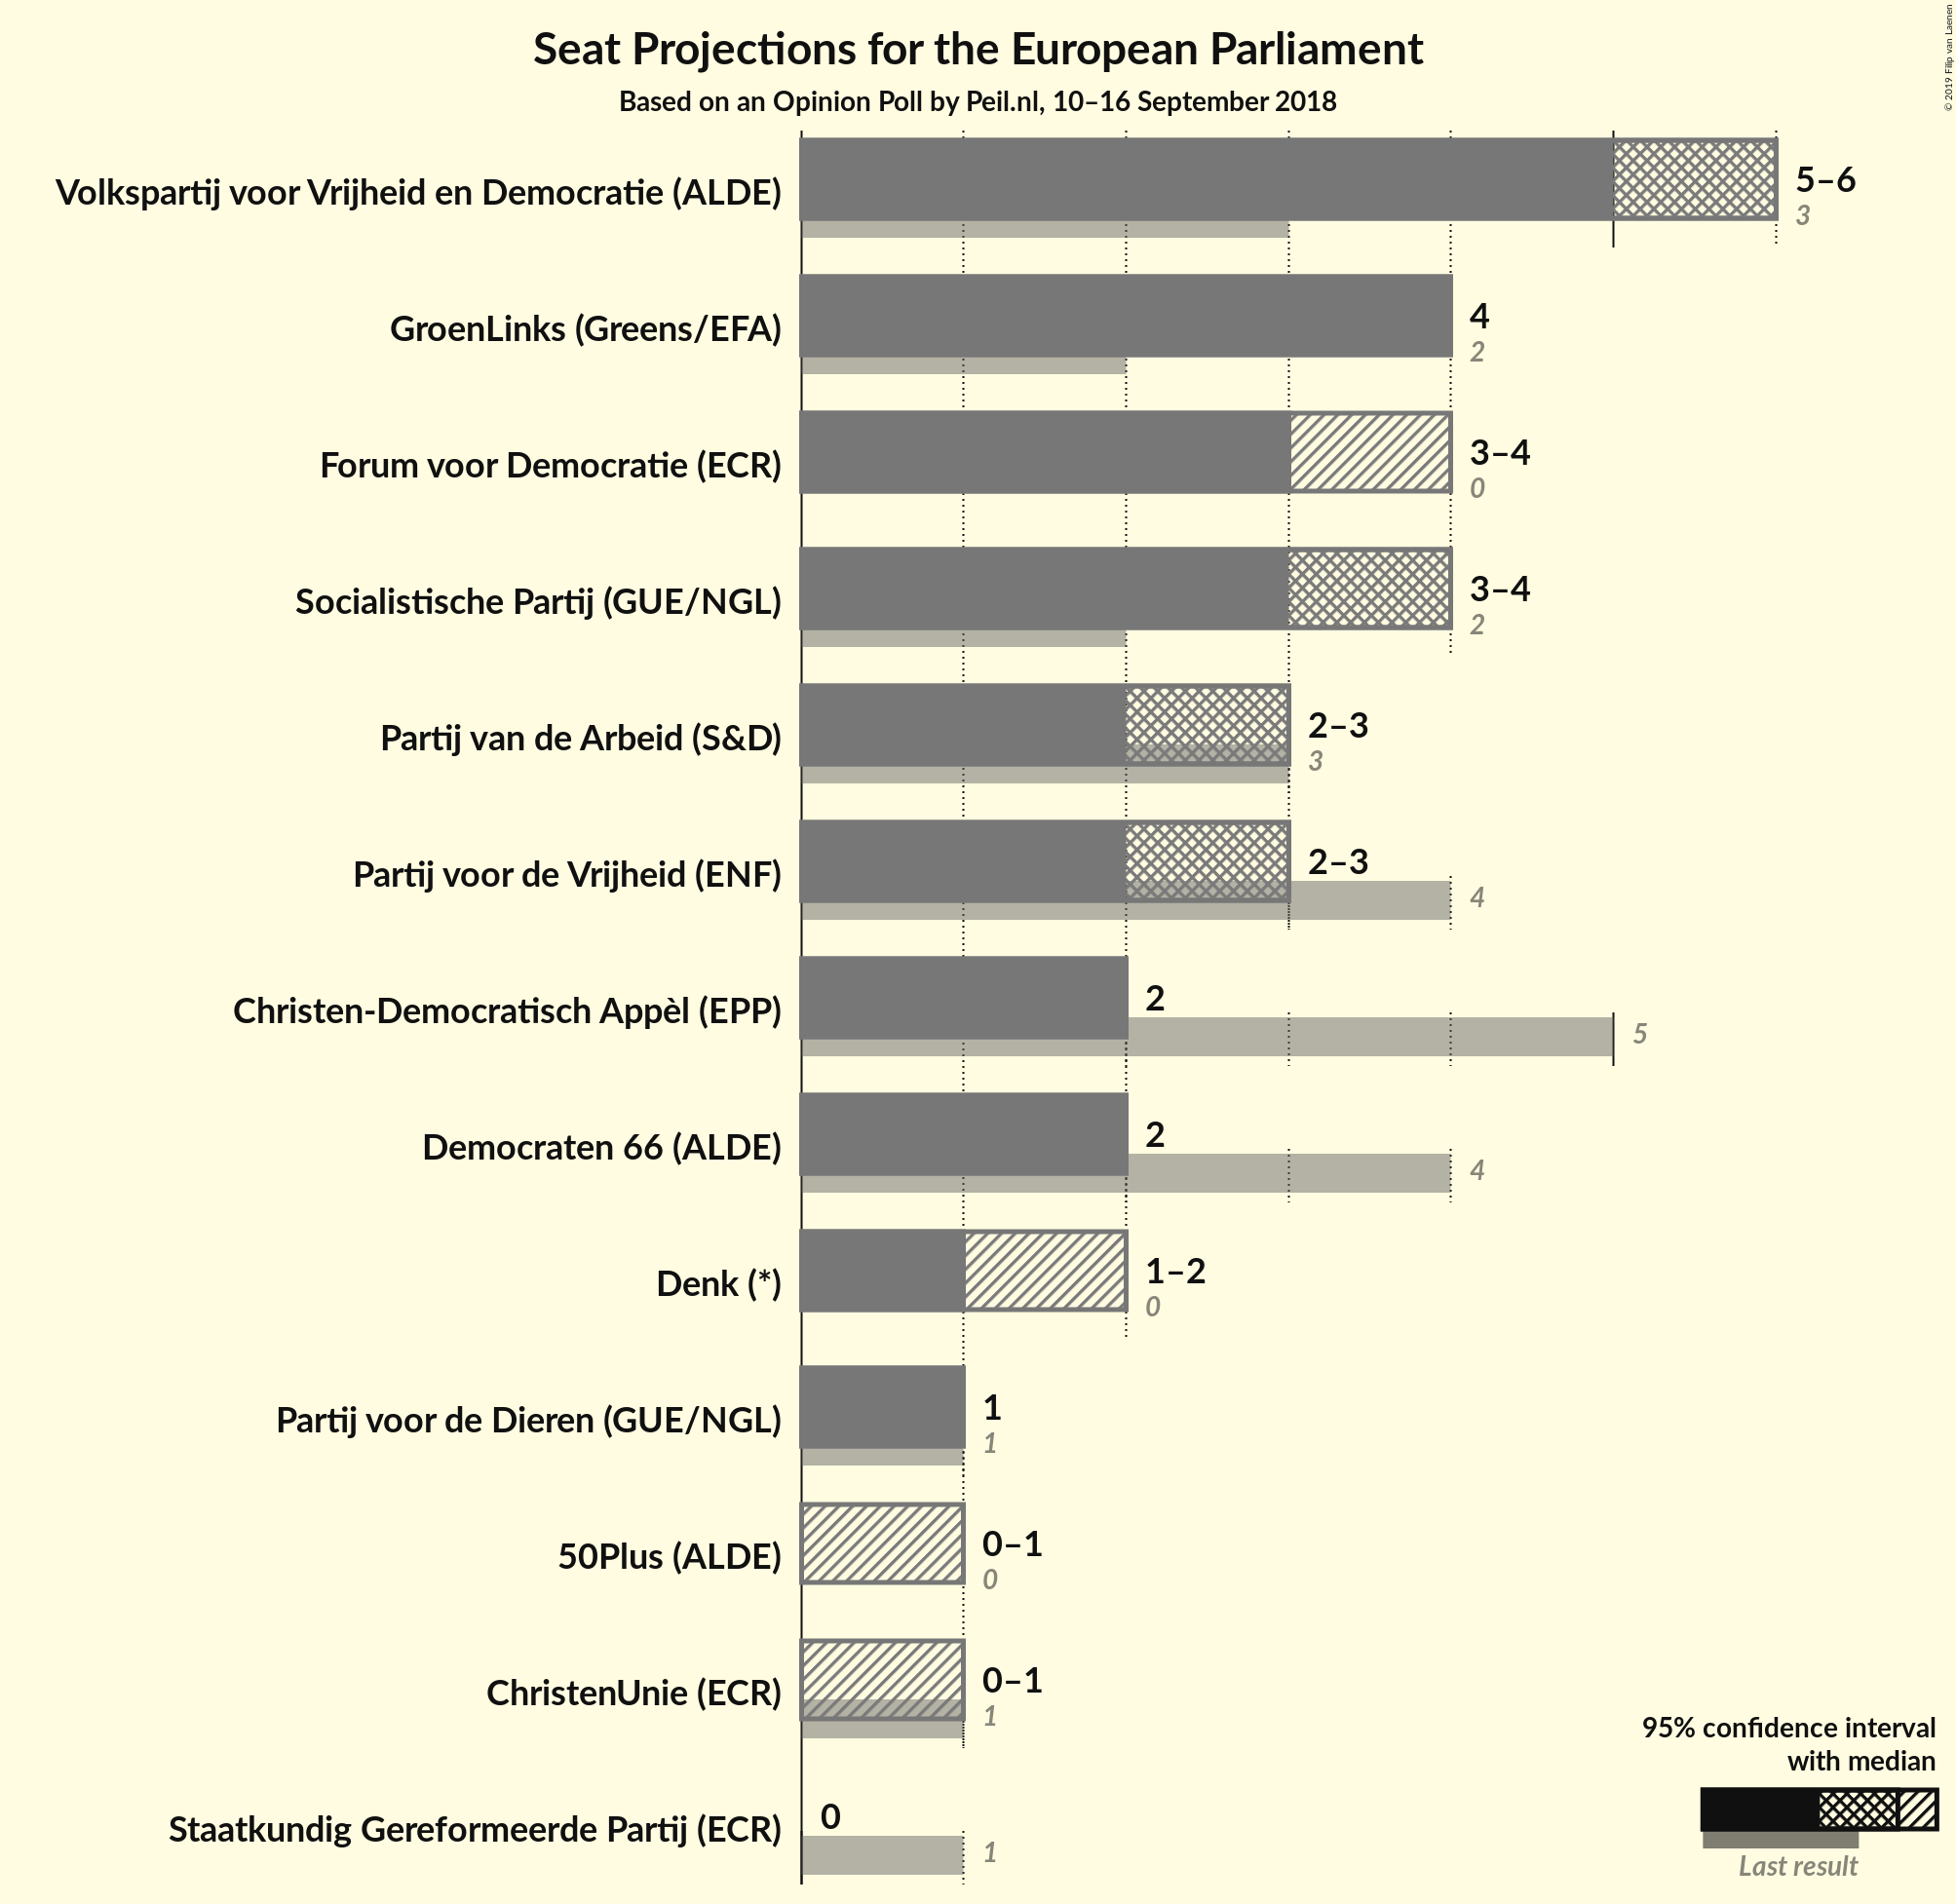 Seat Projections for the European Parliament
Based on an Opinion Poll by Peil.nl, 10–16 September 2018
© 2019 Filip van Laenen
Volkspartij voor Vrijheid en Democratie (ALDE)
5–6
3
GroenLinks (Greens/EFA)
4
2
Forum voor Democratie (ECR)
3–4
0
Socialistische Partij (GUE/NGL)
3–4
2
Partij van de Arbeid (S&D)
2–3
3
Partij voor de Vrijheid (ENF)
2–3
4
Christen-Democratisch Appèl (EPP)
2
5
Democraten 66 (ALDE)
2
4
Denk (*)
1–2
0
Partij voor de Dieren (GUE/NGL)
1
1
50Plus (ALDE)
0–1
0
ChristenUnie (ECR)
0–1
1
Staatkundig Gereformeerde Partij (ECR)
0
1
95% confidence interval
with median
Last result